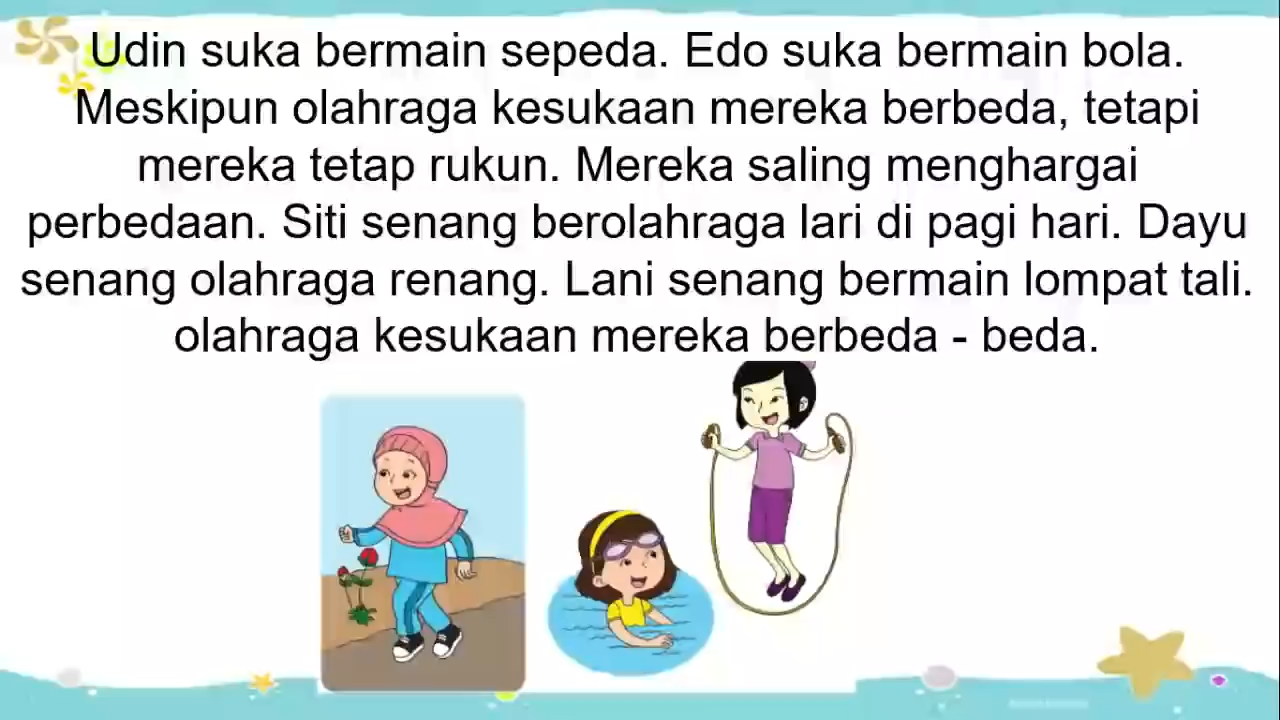 Udin suka bermain sepeda. Edo suka bermain bola.
Meskipun olahraga kesukaan mereka berbeda, tetapi
mereka tetap rukun. Mereka saling menghargai
perbedaan. Siti senang berolahraga lari di pagi hari. Dayu
senang olahraga renang. Lani senang bermain lompat tali.
olahraga kesukaan mereka berbeda - beda.